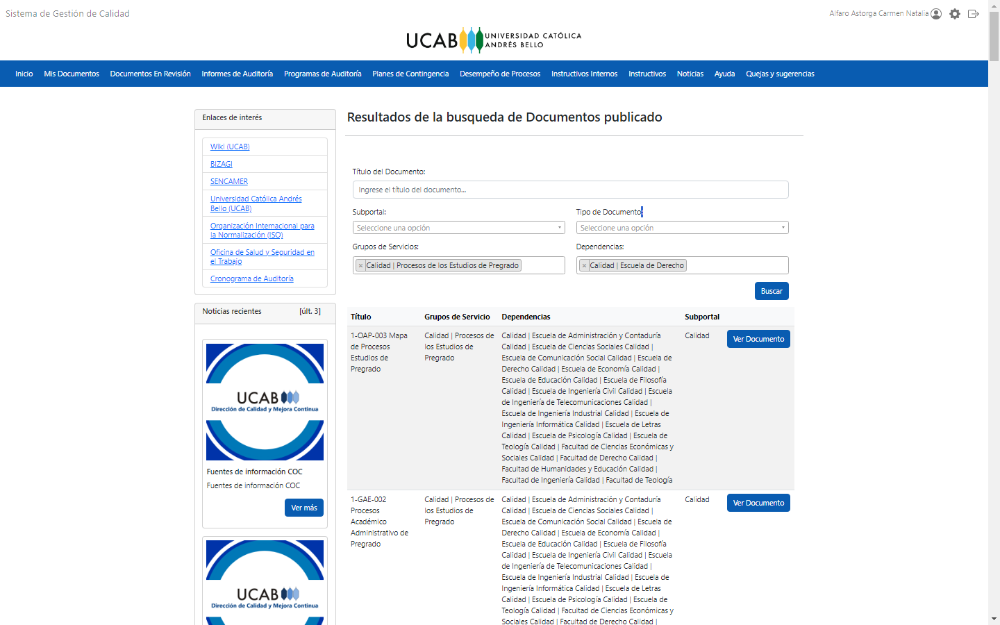 Sistema de Gestión de Calidad
Alfaro Astorga Carmen Natalia
UCAB UNIVERSIDAD CATÓLICA
ANDRÉS BELLO
Inicio Mis Documentos Documentos En Revisión Informes de Auditoría Programas de Auditoría Planes de Contingencia Desempeño de Procesos Instructivos Internos Instructivos Noticias Ayuda Quejas y sugerencias
Enlaces de interés
Wiki (UCAB)
BIZAGI
SENCAMER
Universidad Católica Andrés
Bello (UCAB)
Organización Internacional para
la Normalización (ISO)
Oficina de Salud y Seguridad en
el Trabajo
Cronograma de Auditoría
Noticias recientes [últ. 3]
UCAB
Dirección de Calidad y Mejora Continua
Fuentes de información COC
Fuentes de información COC
Ver más
UCAB
Dirección de Calidad y Mejora Continua
Resultados de la busqueda de Documentos publicado
Título del Documento:
Ingrese el título del documento...
Subportal: Tipo de Documento:
Seleccione una opción Seleccione una opción
Grupos de Servicios: Dependencias:
× Calidad | Procesos de los Estudios de Pregrado × Calidad | Escuela de Derecho
Buscar
Título Grupos de Servicio Dependencias Subportal
1-OAP-003 Mapa Calidad | Procesos de Calidad | Escuela de Administración y Contaduría Calidad Ver Documento
de Procesos los Estudios de Calidad | Escuela de Ciencias Sociales Calidad |
Estudios de Pregrado Escuela de Comunicación Social Calidad | Escuela de
Pregrado Derecho Calidad | Escuela de Economía Calidad |
Escuela de Educación Calidad | Escuela de Filosofía
Calidad | Escuela de Ingeniería Civil Calidad | Escuela
de Ingeniería de Telecomunicaciones Calidad |
Escuela de Ingeniería Industrial Calidad | Escuela de
Ingeniería Informática Calidad | Escuela de Letras
Calidad | Escuela de Psicología Calidad | Escuela de
Teología Calidad | Facultad de Ciencias Económicas y
Sociales Calidad | Facultad de Derecho Calidad |
Facultad de Humanidades y Educación Calidad |
Facultad de Ingeniería Calidad | Facultad de Teología
1-GAE-002 Calidad | Procesos de Calidad | Escuela de Administración y Contaduría Calidad Ver Documento
Procesos los Estudios de Calidad | Escuela de Ciencias Sociales Calidad |
Académico Pregrado Escuela de Comunicación Social Calidad | Escuela de
Administrativo de Derecho Calidad | Escuela de Economía Calidad |
Pregrado Escuela de Educación Calidad | Escuela de Filosofía
Calidad | Escuela de Ingeniería Civil Calidad | Escuela
de Ingeniería de Telecomunicaciones Calidad |
Escuela de Ingeniería Industrial Calidad | Escuela de
Ingeniería Informática Calidad | Escuela de Letras
Calidad | Escuela de Psicología Calidad | Escuela de
Teología Calidad | Facultad de Ciencias Económicas y
Sociales Calidad | Facultad de Derecho Calidad |